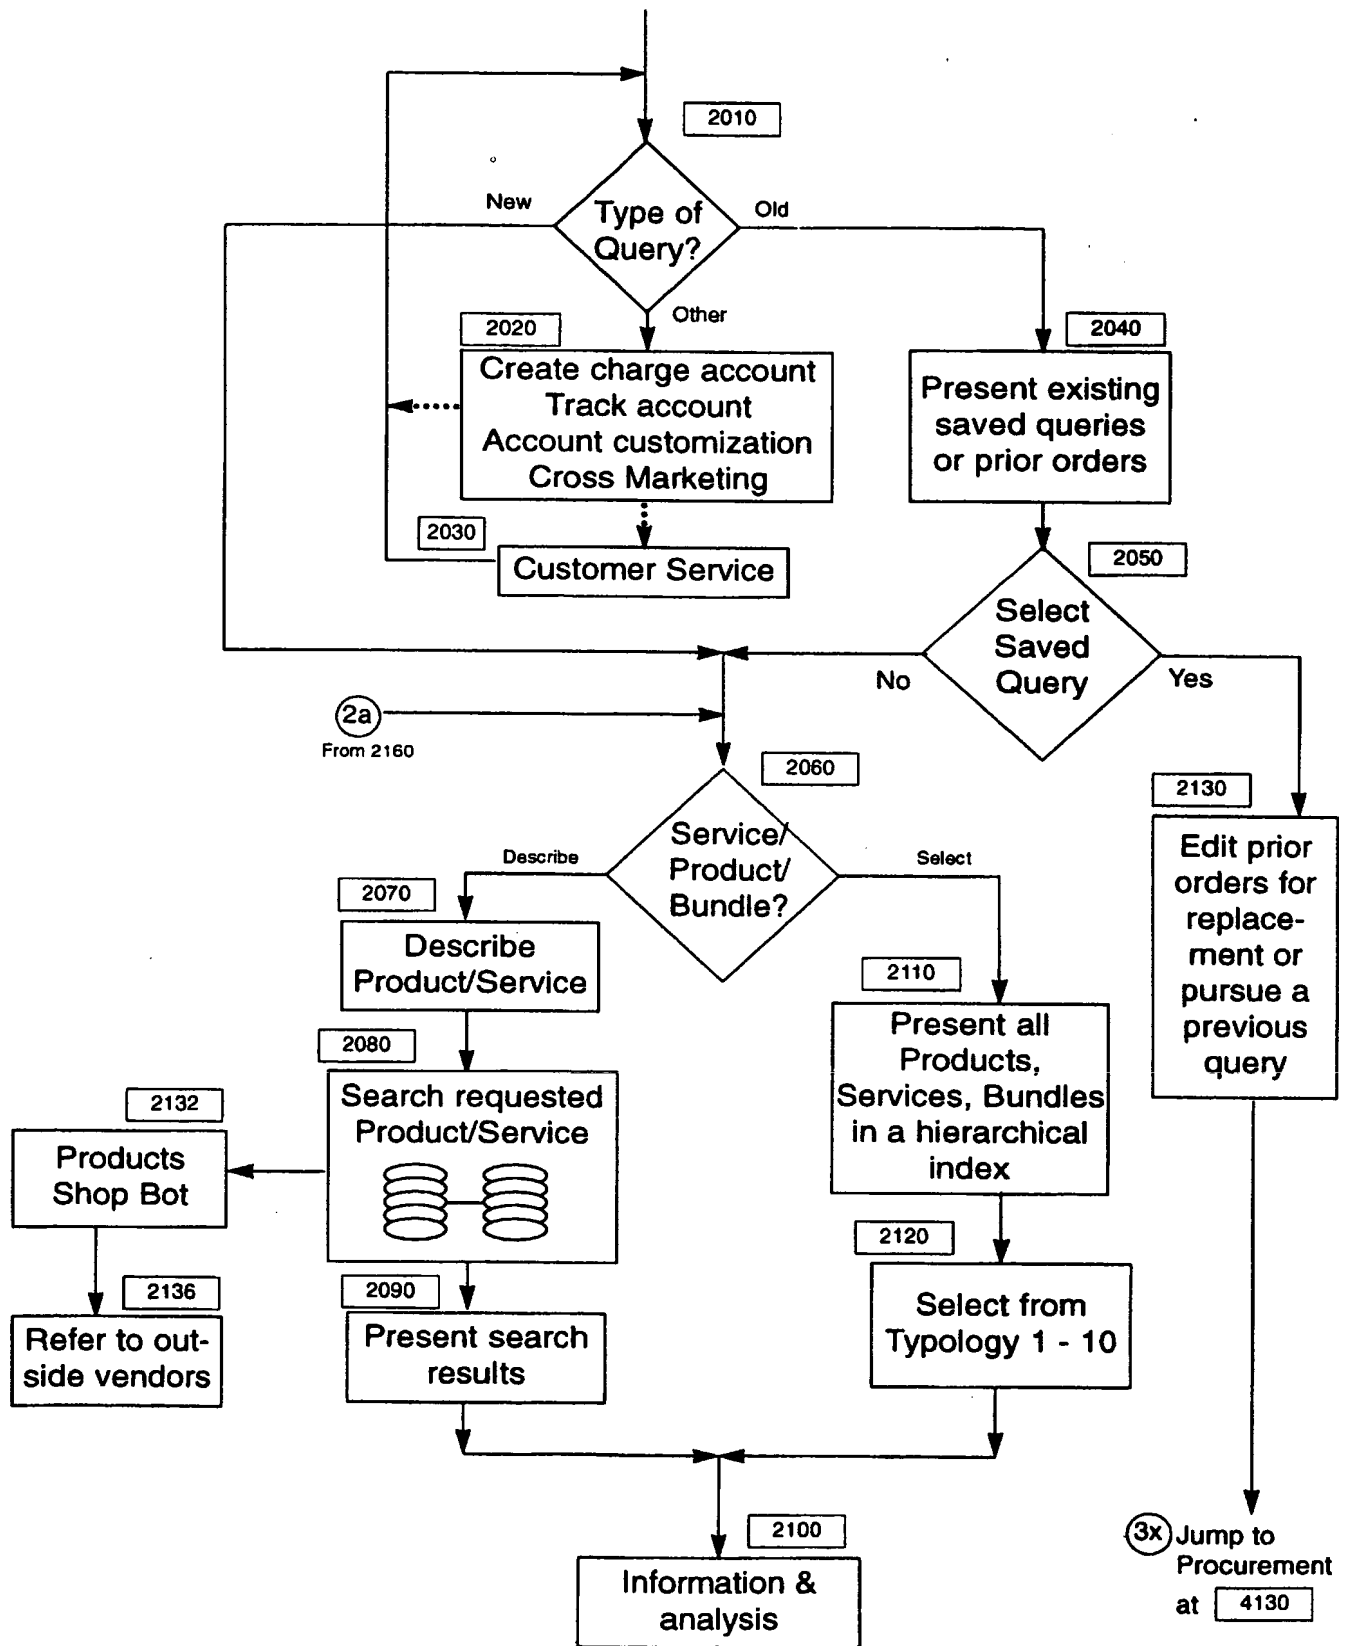 2010
New
Type of
Query?
Old
Other
2020
Create charge account
Track account
Account customization
Cross Marketing
2040
Present existing
saved queries
or prior orders
2030
Customer Service
2050
Select
Saved
Query
No
Yes
2a
From 2160
2060
Service/
Product/
Bundle?
Describe
Select
2130
Edit prior
orders for
replace-
ment or
pursue a
previous
query
2070
Describe
Product/Service
2110
Present all
Products,
Services, Bundles
in a hierarchical
index
2080
Search requested
Product/Service
2132
Products
Shop Bot
2120
Select from
Typology 1 - 10
2136
Refer to out-
side vendors
2090
Present search
results
2100
Information &
analysis
3x Jump to
Procurement
at 4130